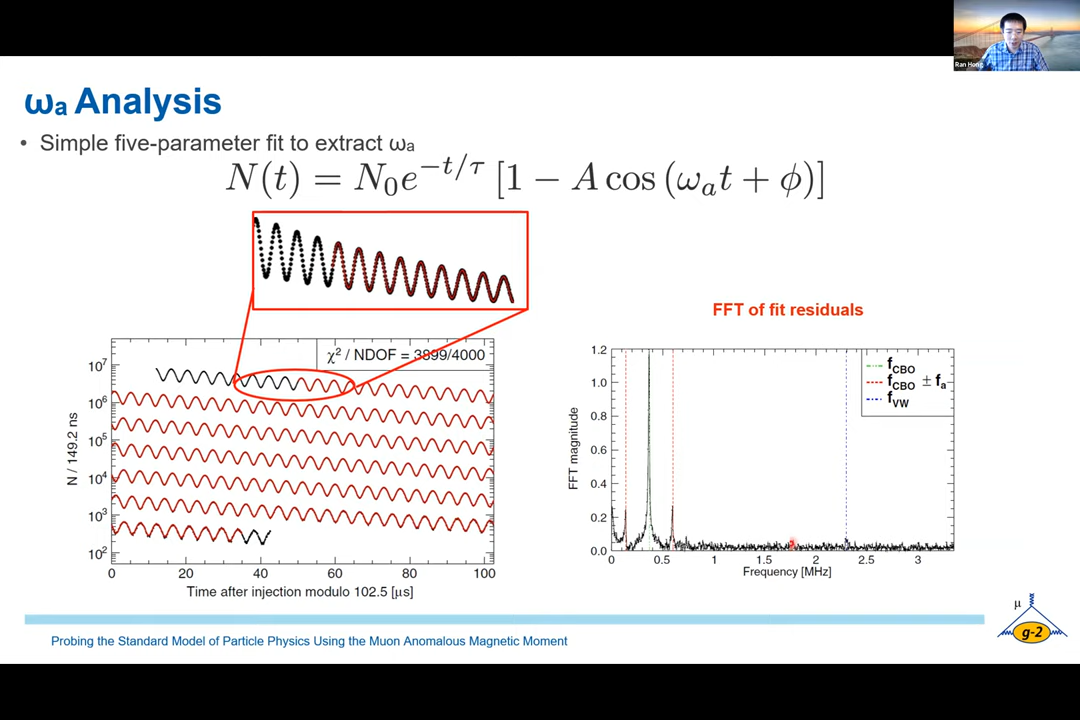 Ran Hong
ωₐ Analysis
• Simple five-parameter fit to extract ωₐ
N(t) = N₀e^{−t/τ} [1 − A cos (ωₐt + φ)]
FFT of fit residuals
χ² / NDOF = 3899/4000
N / 149.2 ns
10⁷
10⁶
10⁵
10⁴
10³
10²
0 20 40 60 80 100
Time after injection modulo 102.5 [μs]
FFT magnitude
1.2
1.0
0.8
0.6
0.4
0.2
0.0
f_CBO
f_CBO ± fₐ
f_VW
0 0.5 1 1.5 2 2.5 3
Frequency [MHz]
μ
g-2
Probing the Standard Model of Particle Physics Using the Muon Anomalous Magnetic Moment